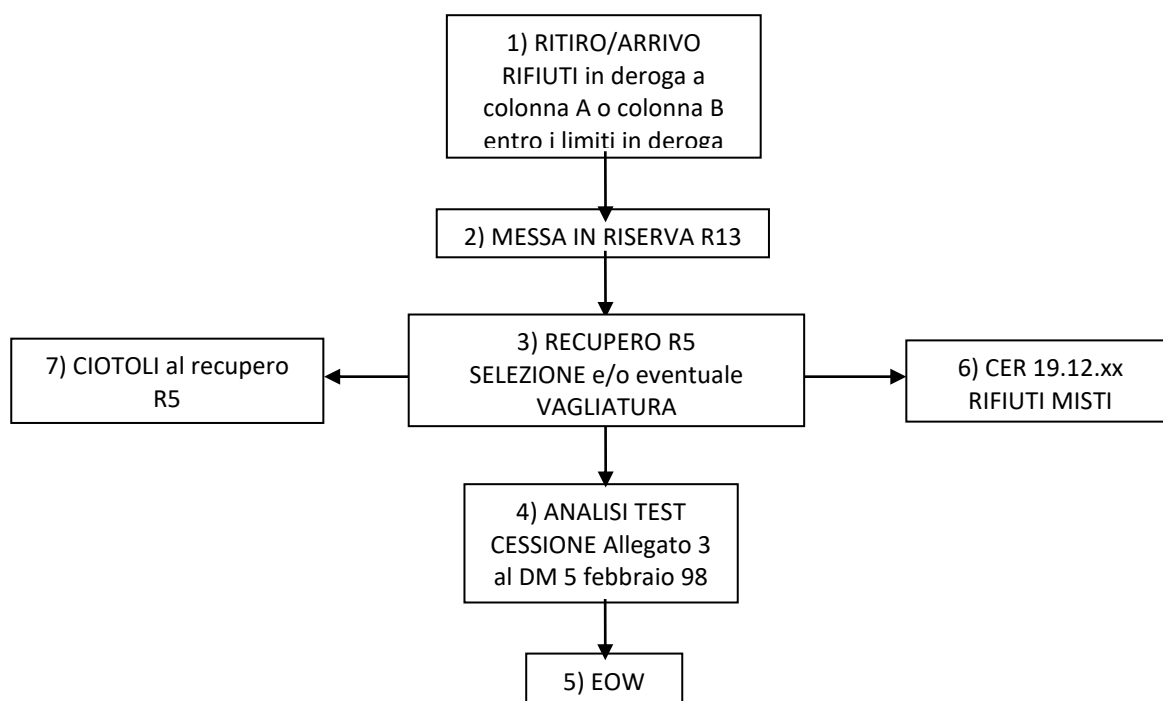 1) RITIRO/ARRIVO
RIFIUTI in deroga a
colonna A o colonna B
entro i limiti in deroga
2) MESSA IN RISERVA R13
3) RECUPERO R5
SELEZIONE e/o eventuale
VAGLIATURA
7) CIOTOLI al recupero
R5
6) CER 19.12.xx
RIFIUTI MISTI
4) ANALISI TEST
CESSIONE Allegato 3
al DM 5 febbraio 98
5) EOW